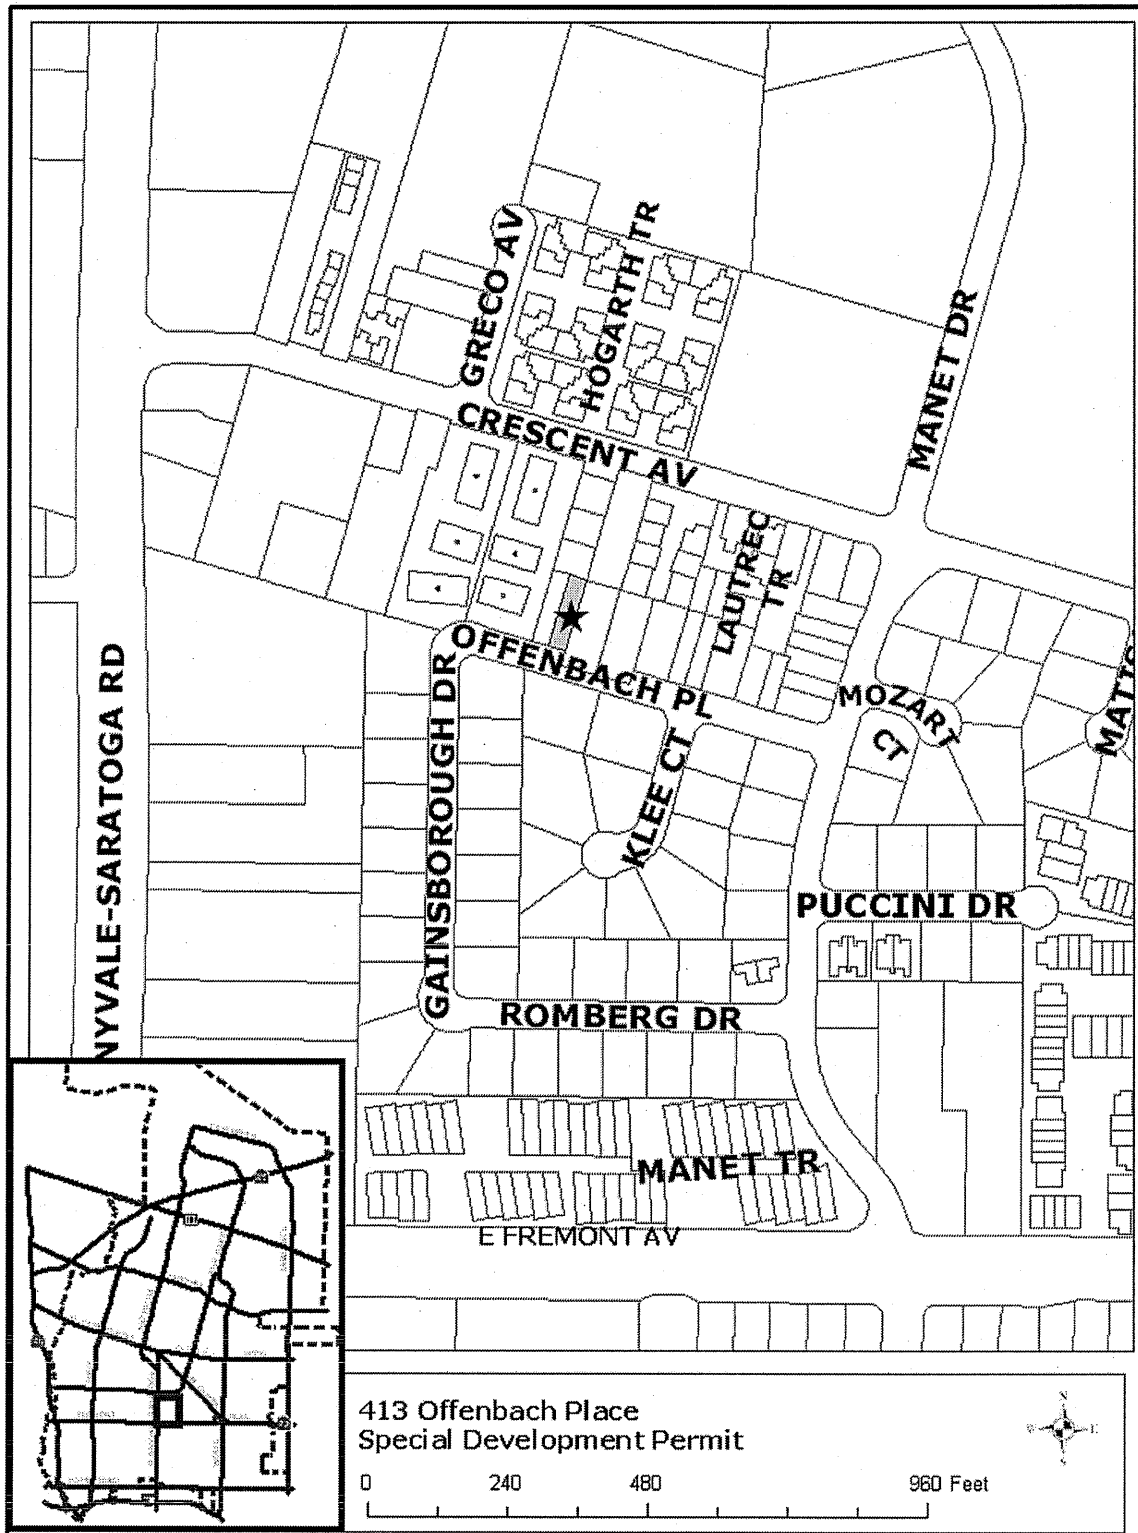 GRECO AV
HOGARTH TR
MANET DR
CRESCENT AV
LAUTREC
TR
OFFENBACH PL
GAINSBOROUGH DR
KLEE CT
MOZART
CT
MATIS
NYVALE-SARATOGA RD
PUCCINI DR
ROMBERG DR
MANET TR
E FREMONT AV
413 Offenbach Place
Special Development Permit
N
W
E
S
0 240 480 960 Feet